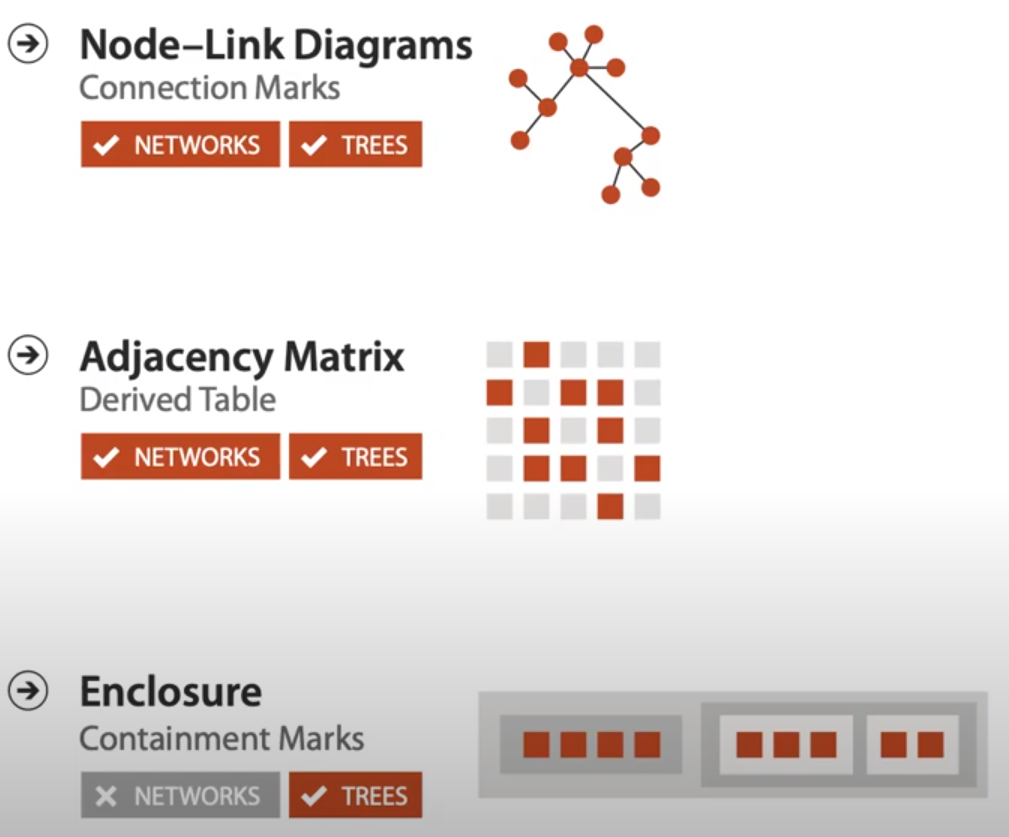 Node–Link Diagrams
Connection Marks
NETWORKS TREES
Adjacency Matrix
Derived Table
NETWORKS TREES
Enclosure
Containment Marks
NETWORKS TREES